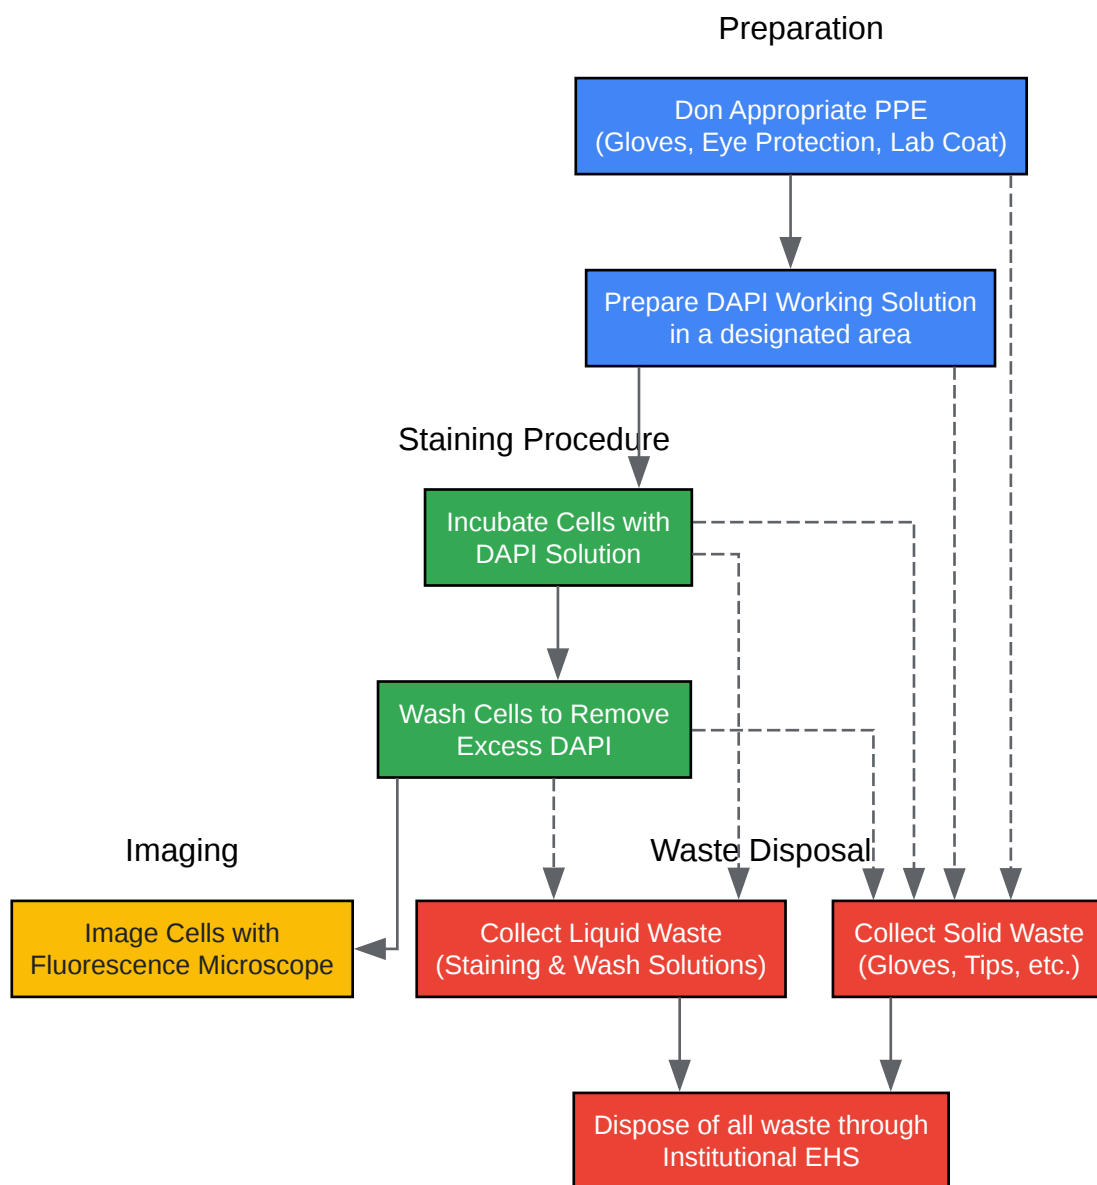 Preparation
Don Appropriate PPE
(Gloves, Eye Protection, Lab Coat)
Prepare DAPI Working Solution
in a designated area
Staining Procedure
Incubate Cells with
DAPI Solution
Wash Cells to Remove
Excess DAPI
Imaging
Waste Disposal
Image Cells with
Fluorescence Microscope
Collect Liquid Waste
(Staining & Wash Solutions)
Collect Solid Waste
(Gloves, Tips, etc.)
Dispose of all waste through
Institutional EHS